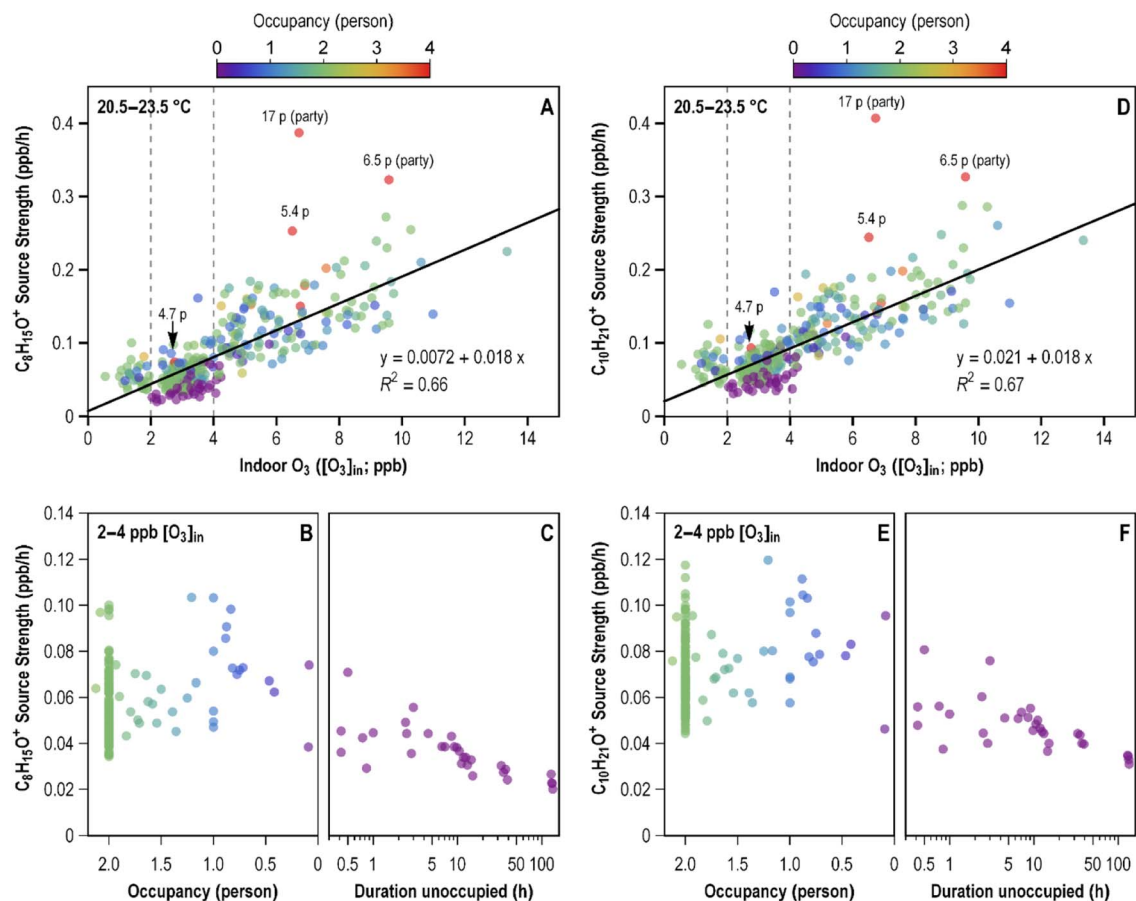 Occupancy (person)
0 1 2 3 4
20.5–23.5 °C
A
17 p (party)
6.5 p (party)
5.4 p
4.7 p
y = 0.0072 + 0.018 x
R² = 0.66
C₈H₁₅O⁺ Source Strength (ppb/h)
0.4
0.3
0.2
0.1
0
0 2 4 6 8 10 12 14
Indoor O₃ ([O₃]in; ppb)
Occupancy (person)
0 1 2 3 4
20.5–23.5 °C
D
17 p (party)
6.5 p (party)
5.4 p
4.7 p
y = 0.021 + 0.018 x
R² = 0.67
C₁₀H₂₁O⁺ Source Strength (ppb/h)
0.4
0.3
0.2
0.1
0
0 2 4 6 8 10 12 14
Indoor O₃ ([O₃]in; ppb)
2–4 ppb [O₃]in
B
C
C₈H₁₅O⁺ Source Strength (ppb/h)
0.14
0.12
0.10
0.08
0.06
0.04
0.02
0
2.0 1.5 1.0 0.5 0
Occupancy (person)
0.5 1 5 10 50 100
Duration unoccupied (h)
2–4 ppb [O₃]in
E
F
C₁₀H₂₁O⁺ Source Strength (ppb/h)
0.14
0.12
0.10
0.08
0.06
0.04
0.02
0
2.0 1.5 1.0 0.5 0
Occupancy (person)
0.5 1 5 10 50 100
Duration unoccupied (h)